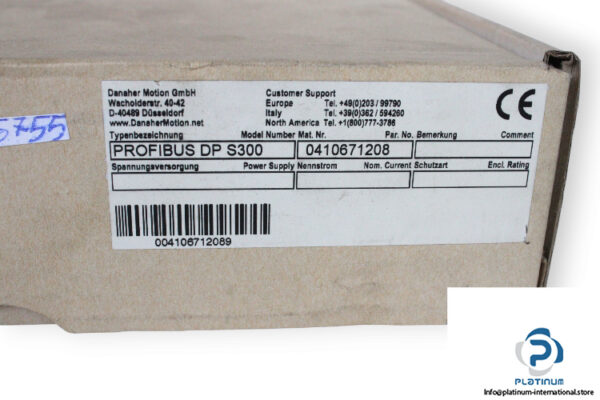 Danaher Motion GmbH Customer Support
Wacholderstr. 40-42 Europe Tel. +49(0)203 / 99790
D-40489 Düsseldorf Italy Tel. +39(0)362 / 594260
www.DanaherMotion.net North America Tel. +1(800)777-3786
CE
Typenbezeichnung Model Number Mat. Nr. Par. No. Bemerkung Comment
PROFIBUS DP S300 0410671208
Spannungsversorgung Power Supply Nennstrom Nom. Current Schutzart Encl. Rating
004106712089
5755
PLATINUM
Info@platinum-international.store